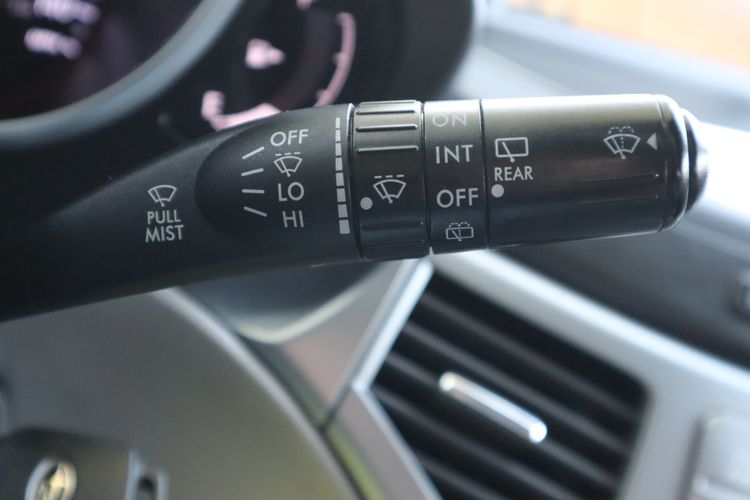 OFF
LO
HI
PULL
MIST
ON
INT
OFF
REAR
E